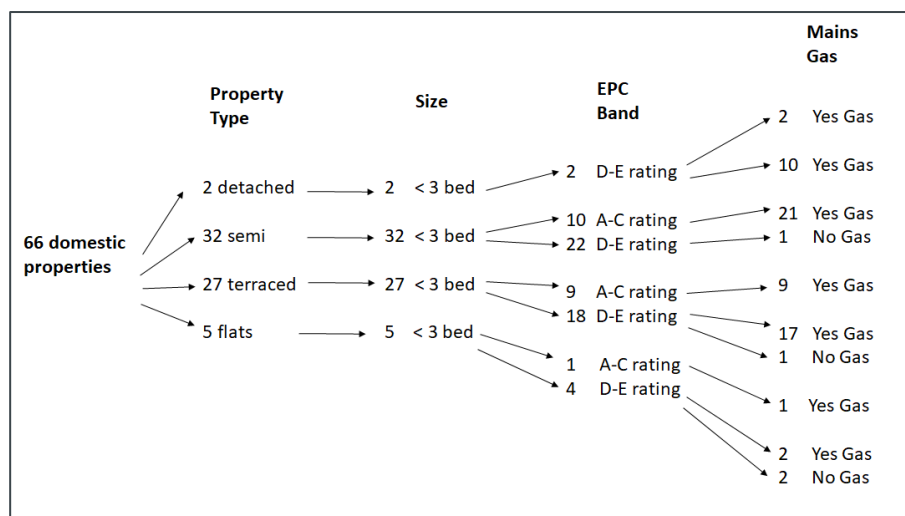 Mains
Gas
Property
Type
Size
EPC
Band
2 Yes Gas
10 Yes Gas
2 detached
2 < 3 bed
2 D-E rating
66 domestic
properties
32 semi
32 < 3 bed
10 A-C rating
22 D-E rating
21 Yes Gas
1 No Gas
27 terraced
27 < 3 bed
9 A-C rating
18 D-E rating
9 Yes Gas
17 Yes Gas
1 No Gas
5 flats
5 < 3 bed
1 A-C rating
4 D-E rating
1 Yes Gas
2 Yes Gas
2 No Gas